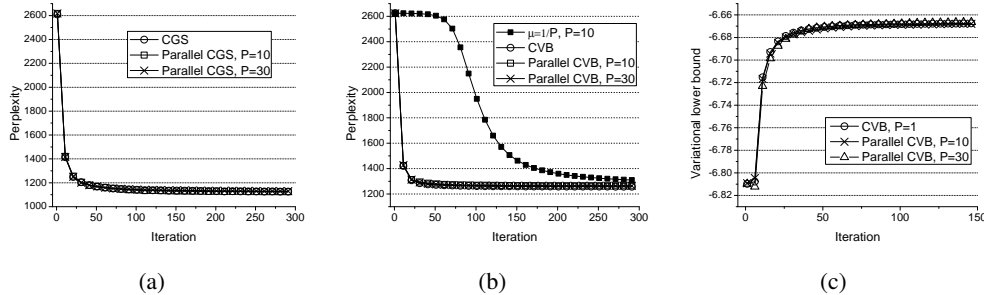 2600
2400
2200
2000
1800
1600
1400
1200
1000
Perplexity
CGS
Parallel CGS, P=10
Parallel CGS, P=30
0 50 100 150 200 250 300
Iteration
(a)
2600
2400
2200
2000
1800
1600
1400
1200
Perplexity
μ=1/P, P=10
CVB
Parallel CVB, P=10
Parallel CVB, P=30
0 50 100 150 200 250 300
Iteration
(b)
-6.66
-6.68
-6.70
-6.72
-6.74
-6.76
-6.78
-6.80
-6.82
Variational lower bound
CVB, P=1
Parallel CVB, P=10
Parallel CVB, P=30
0 50 100 150
Iteration
(c)